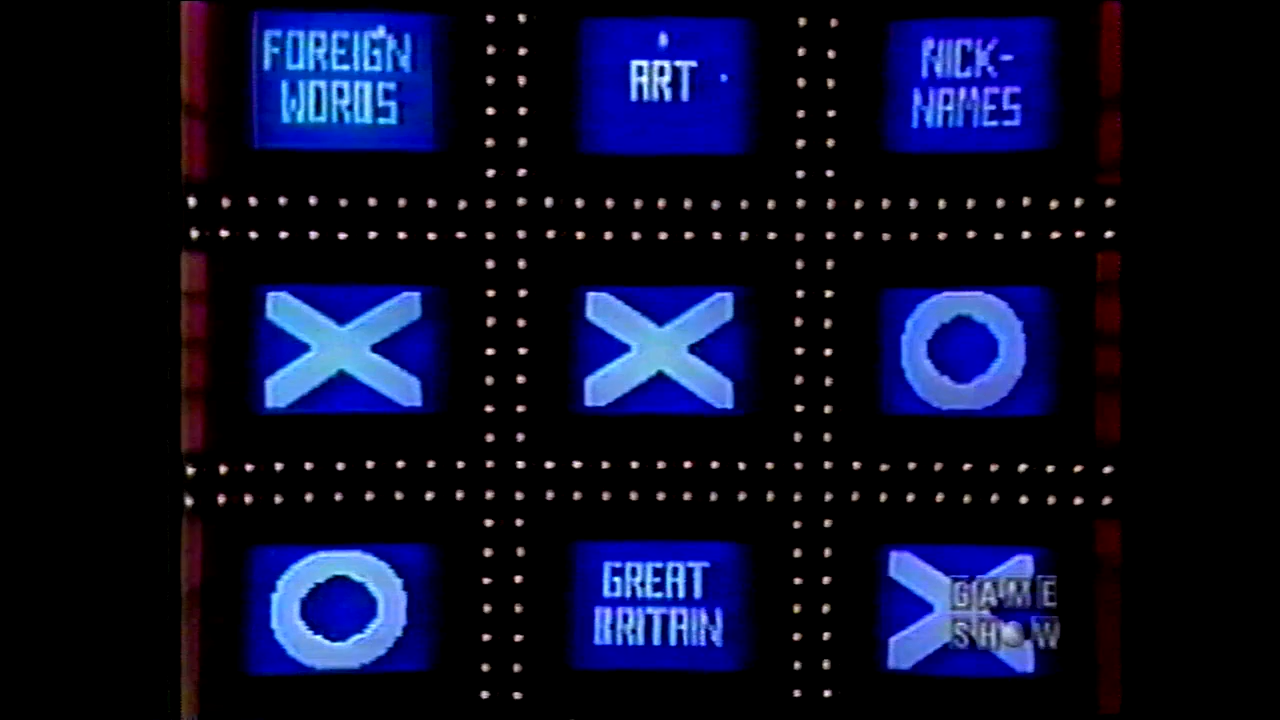 FOREIGN
WORDS
ART
NICK-
NAMES
X
X
O
O
GREAT
BRITAIN
X
GAME
SHOW